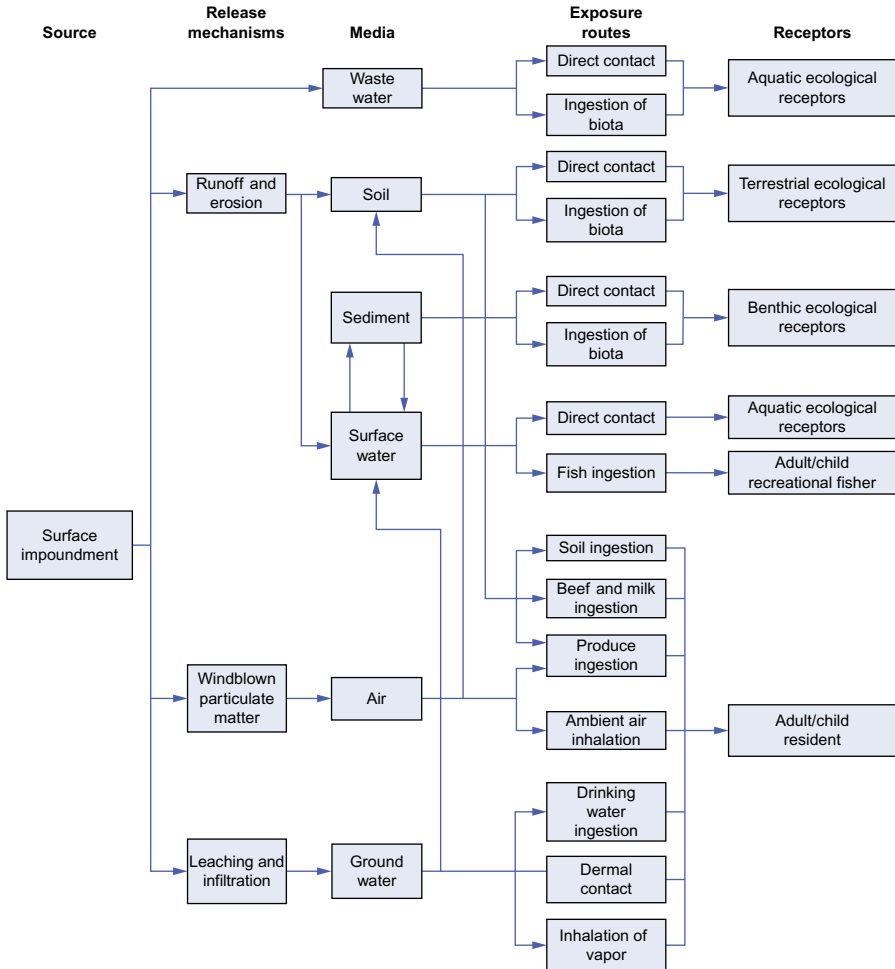 Source
Release
mechanisms
Media
Exposure
routes
Receptors
Waste
water
Direct contact
Ingestion of
biota
Aquatic ecological
receptors
Runoff and
erosion
Soil
Direct contact
Ingestion of
biota
Terrestrial ecological
receptors
Sediment
Direct contact
Ingestion of
biota
Benthic ecological
receptors
Surface
water
Direct contact
Aquatic ecological
receptors
Fish ingestion
Adult/child
recreational fisher
Surface
impoundment
Soil ingestion
Beef and milk
ingestion
Produce
ingestion
Windblown
particulate
matter
Air
Ambient air
inhalation
Adult/child
resident
Drinking
water
ingestion
Leaching and
infiltration
Ground
water
Dermal
contact
Inhalation of
vapor